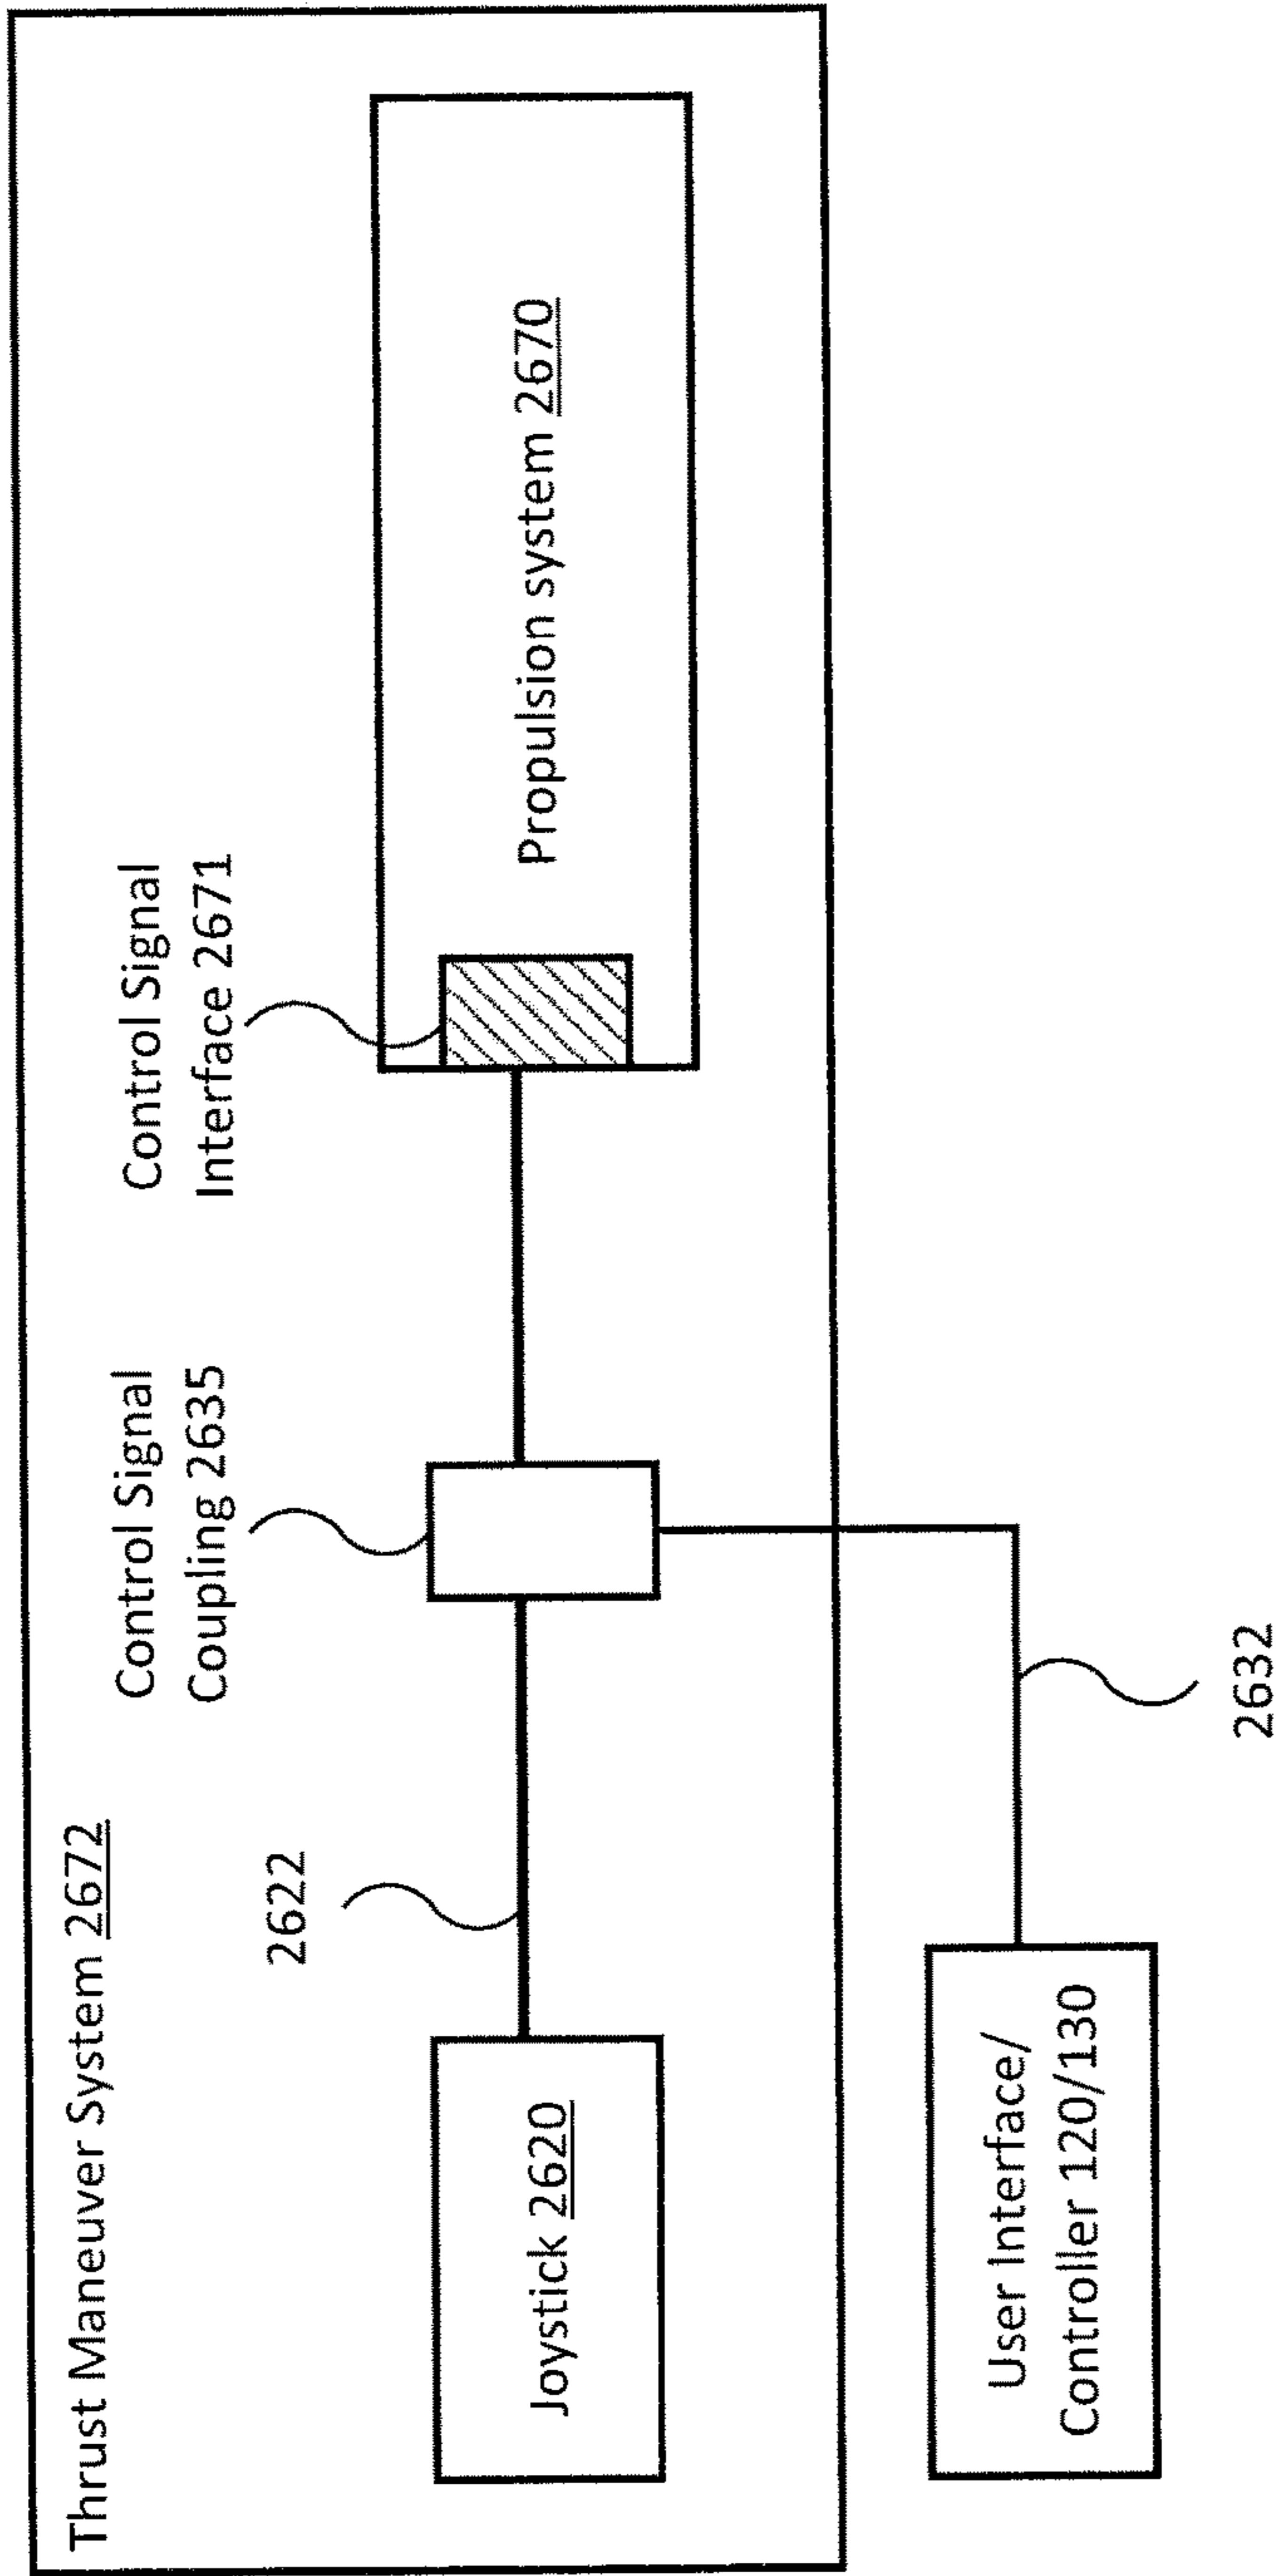 Thrust Maneuver System 2672
Control Signal
Coupling 2635
Control Signal
Interface 2671
2622
Joystick 2620
Propulsion system 2670
User Interface/
Controller 120/130
2632